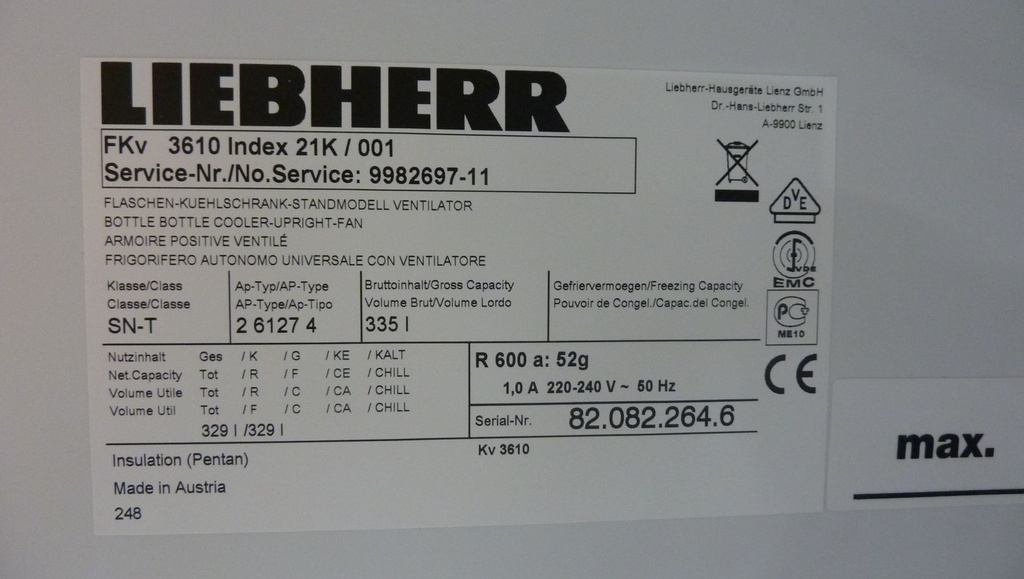 LIEBHERR
Liebherr-Hausgeräte Lienz GmbH
Dr.-Hans-Liebherr Str. 1
A-9900 Lienz
FKv 3610 Index 21K / 001
Service-Nr./No.Service: 9982697-11
FLASCHEN-KUEHLSCHRANK-STANDMODELL VENTILATOR
BOTTLE BOTTLE COOLER-UPRIGHT-FAN
ARMOIRE POSITIVE VENTILÉ
FRIGORIFERO AUTONOMO UNIVERSALE CON VENTILATORE
DVE
VDE
EMC
PC
ME10
CE
Klasse/Class
Classe/Classe
SN-T
Ap-Typ/AP-Type
AP-Type/Ap-Tipo
2 6127 4
Bruttoinhalt/Gross Capacity
Volume Brut/Volume Lordo
335 l
Gefriervermoegen/Freezing Capacity
Pouvoir de Congel./Capac.del Congel.
Nutzinhalt Ges / K / G / KE / KALT
Net.Capacity Tot / R / F / CE / CHILL
Volume Utile Tot / R / C / CA / CHILL
Volume Util Tot / F / C / CA / CHILL
329 l /329 l
R 600 a: 52g
1,0 A 220-240 V ~ 50 Hz
Serial-Nr. 82.082.264.6
Kv 3610
Insulation (Pentan)
Made in Austria
248
max.